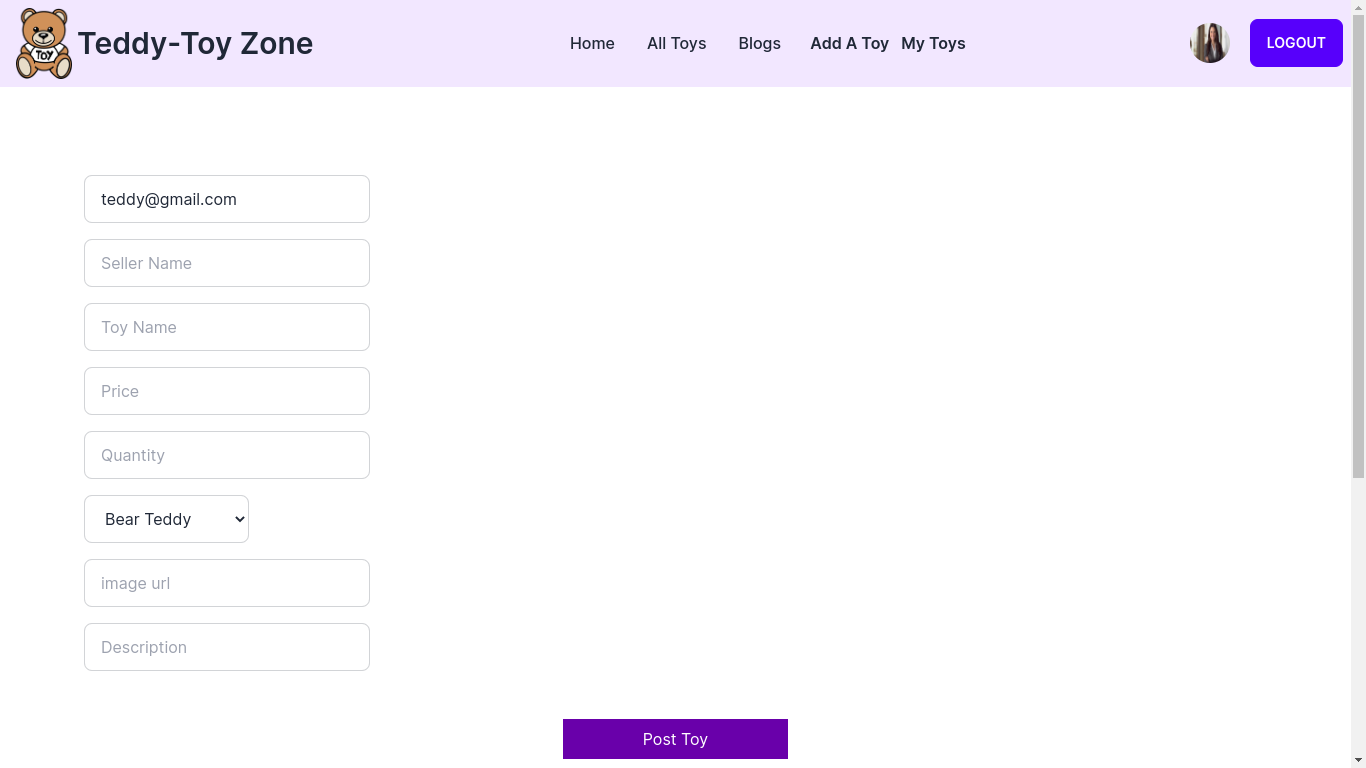 TOY
Teddy-Toy Zone
Home
All Toys
Blogs
Add A Toy
My Toys
LOGOUT
teddy@gmail.com
Seller Name
Toy Name
Price
Quantity
Bear Teddy
image url
Description
Post Toy